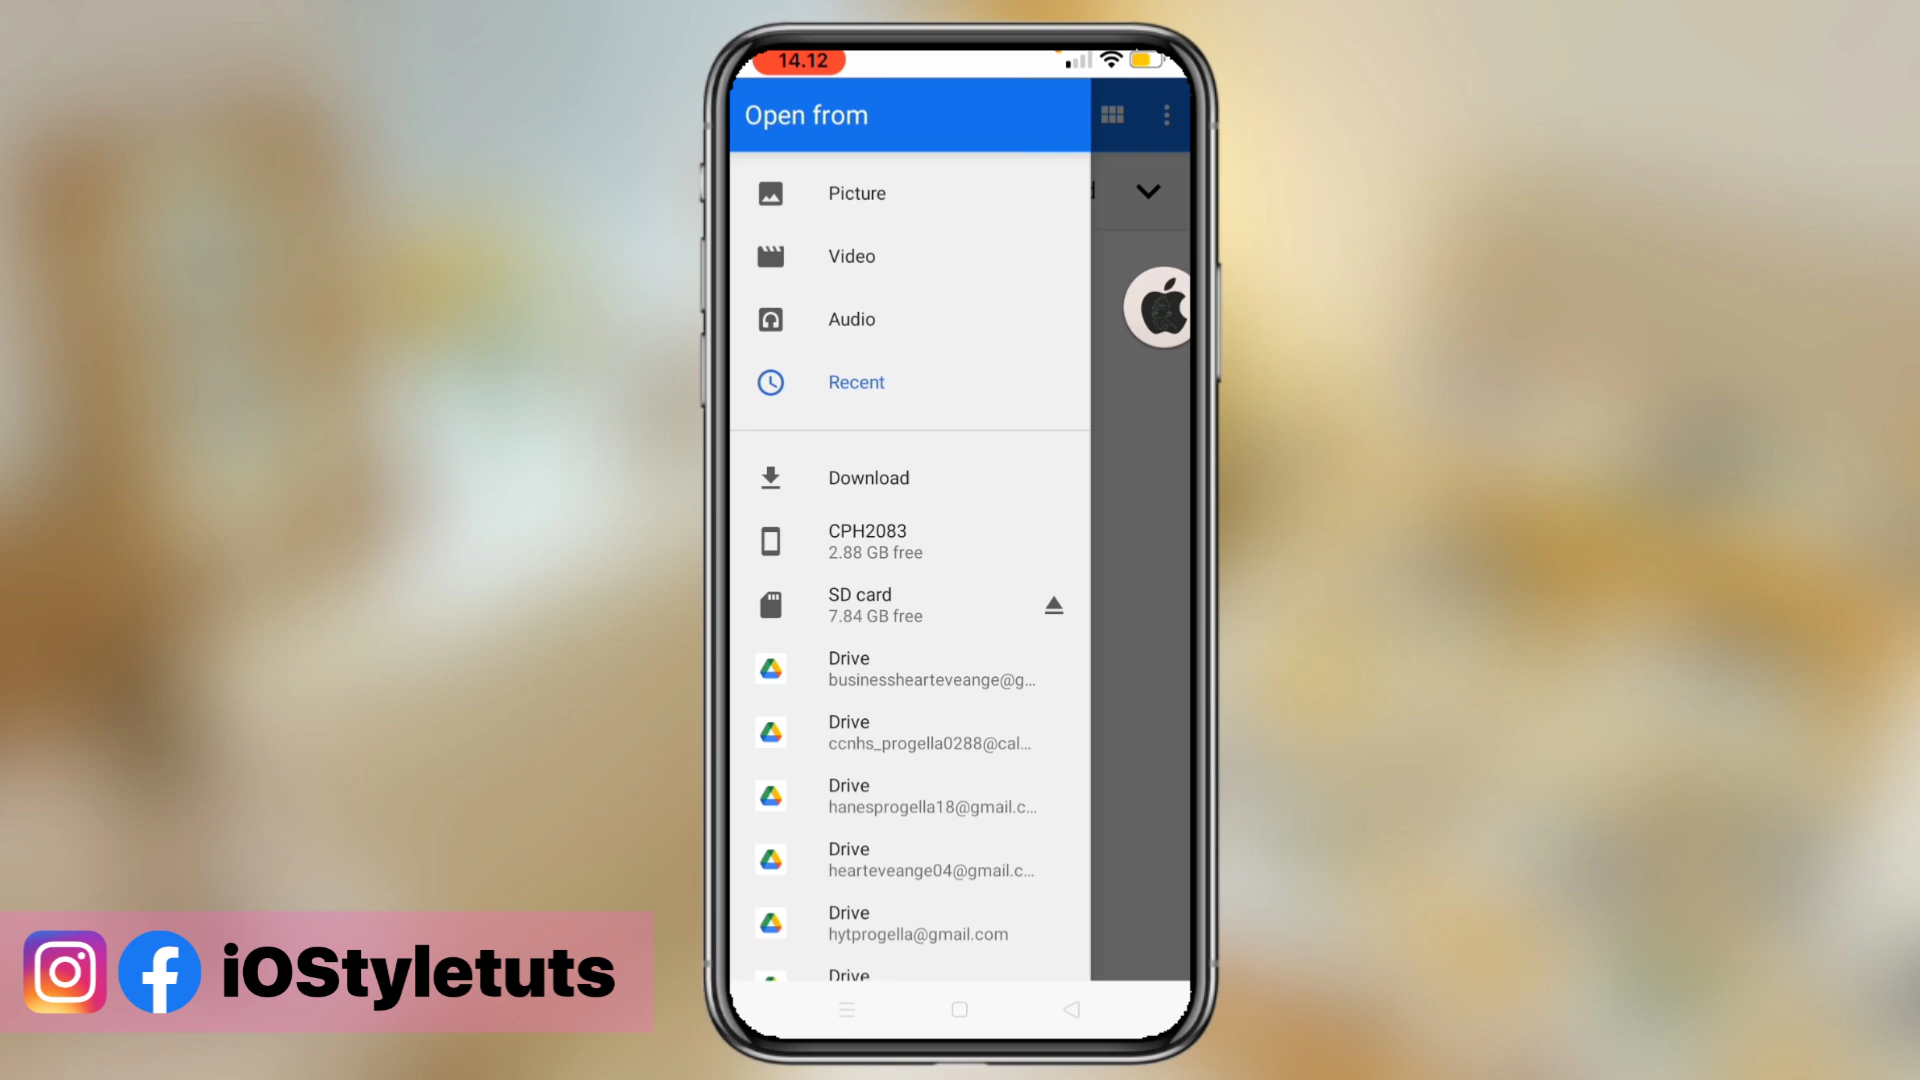 14.12
Open from
Picture
Video
Audio
Recent
Download
CPH2083
2.88 GB free
SD card
7.84 GB free
Drive
businesshearteveange@g...
Drive
ccnhs_progella0288@cal...
Drive
hanesprogella18@gmail.c...
Drive
hearteveange04@gmail.c...
Drive
hytprogella@gmail.com
Drive
iOStyletuts